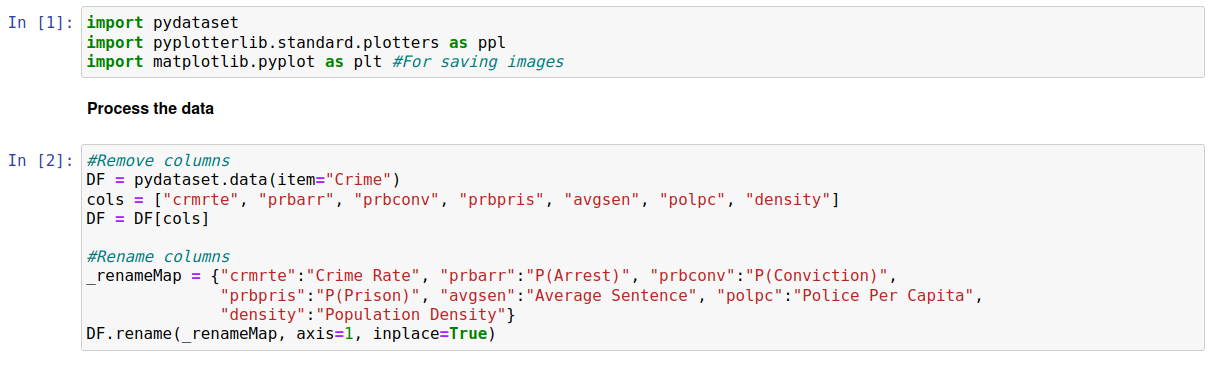 In [1]: import pydataset
import pyplotterlib.standard.plotters as ppl
import matplotlib.pyplot as plt #For saving images
Process the data
In [2]: #Remove columns
DF = pydataset.data(item="Crime")
cols = ["crmrte", "prbarr", "prbconv", "prbpris", "avgsen", "polpc", "density"]
DF = DF[cols]
#Rename columns
_renameMap = {"crmrte":"Crime Rate", "prbarr":"P(Arrest)", "prbconv":"P(Conviction)",
"prbpris":"P(Prison)", "avgsen":"Average Sentence", "polpc":"Police Per Capita",
"density":"Population Density"}
DF.rename(_renameMap, axis=1, inplace=True)